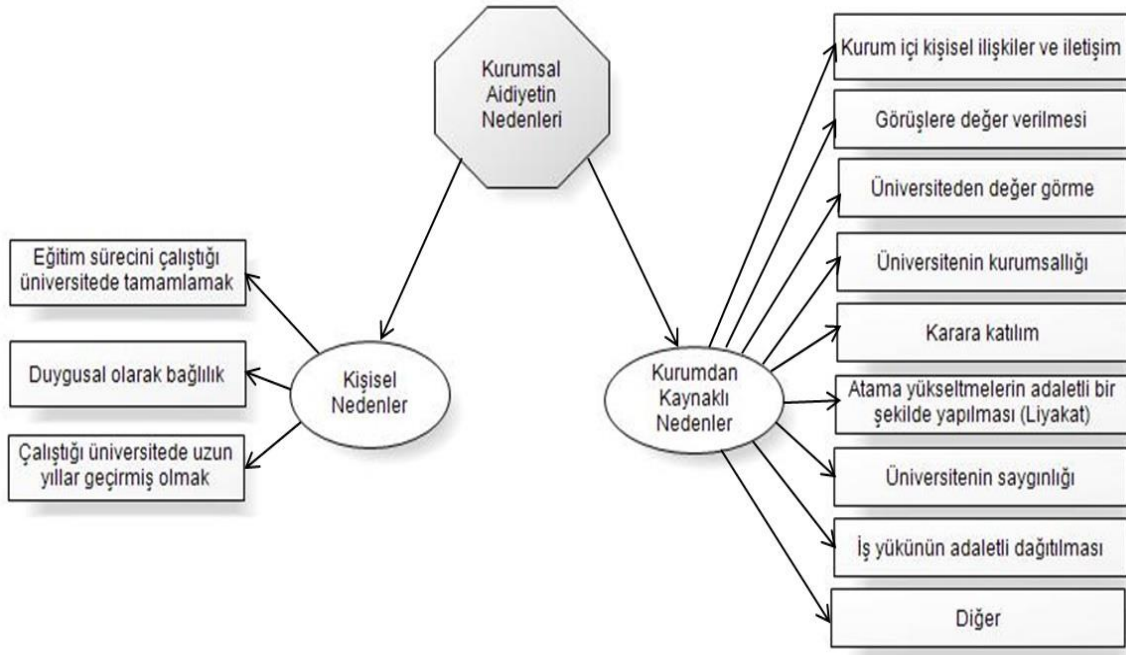 Kurumsal
Aidiyetin
Nedenleri
Kişisel
Nedenler
Eğitim sürecini çalıştığı
üniversitede tamamlamak
Duygusal olarak bağlılık
Çalıştığı üniversitede uzun
yıllar geçirmiş olmak
Kurumdan
Kaynaklı
Nedenler
Kurum içi kişisel ilişkiler ve iletişim
Görüşlere değer verilmesi
Üniversiteden değer görme
Üniversitenin kurumsallığı
Karara katılım
Atama yükseltmelerin adaletli bir
şekilde yapılması (Liyakat)
Üniversitenin saygınlığı
İş yükünün adaletli dağıtılması
Diğer